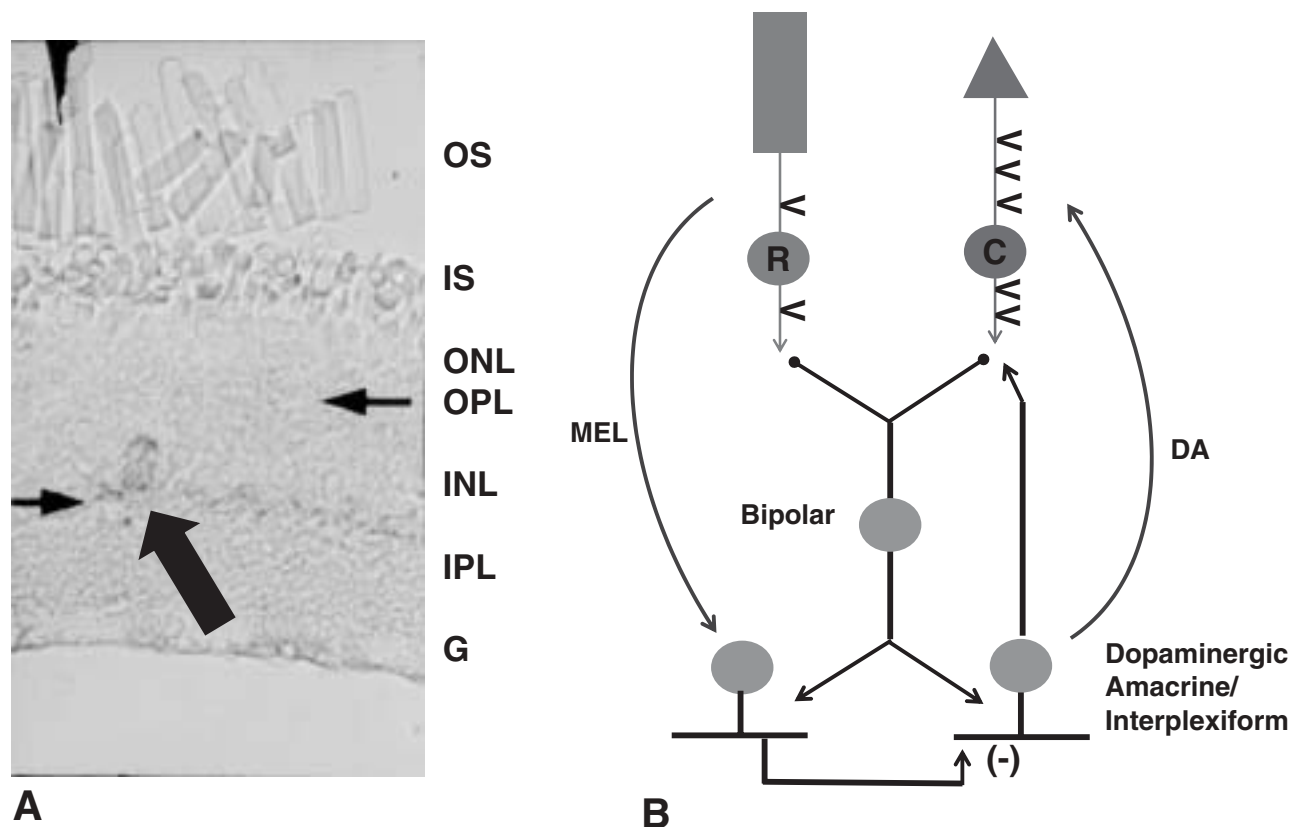 OS
IS
ONL
OPL
INL
IPL
G
A
R
C
V
V
V
V
V
V
V
MEL
DA
Bipolar
Dopaminergic
Amacrine/
Interplexiform
(-)
B